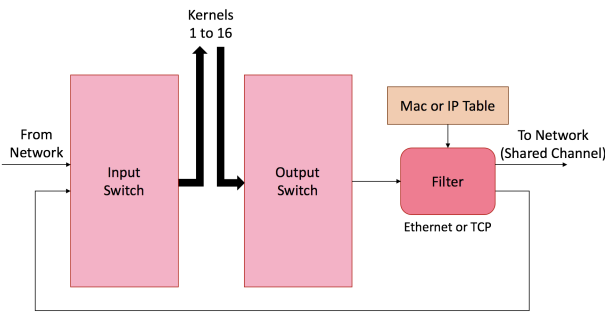 Kernels
1 to 16
Mac or IP Table
From
Network
To Network
(Shared Channel)
Input
Switch
Output
Switch
Filter
Ethernet or TCP